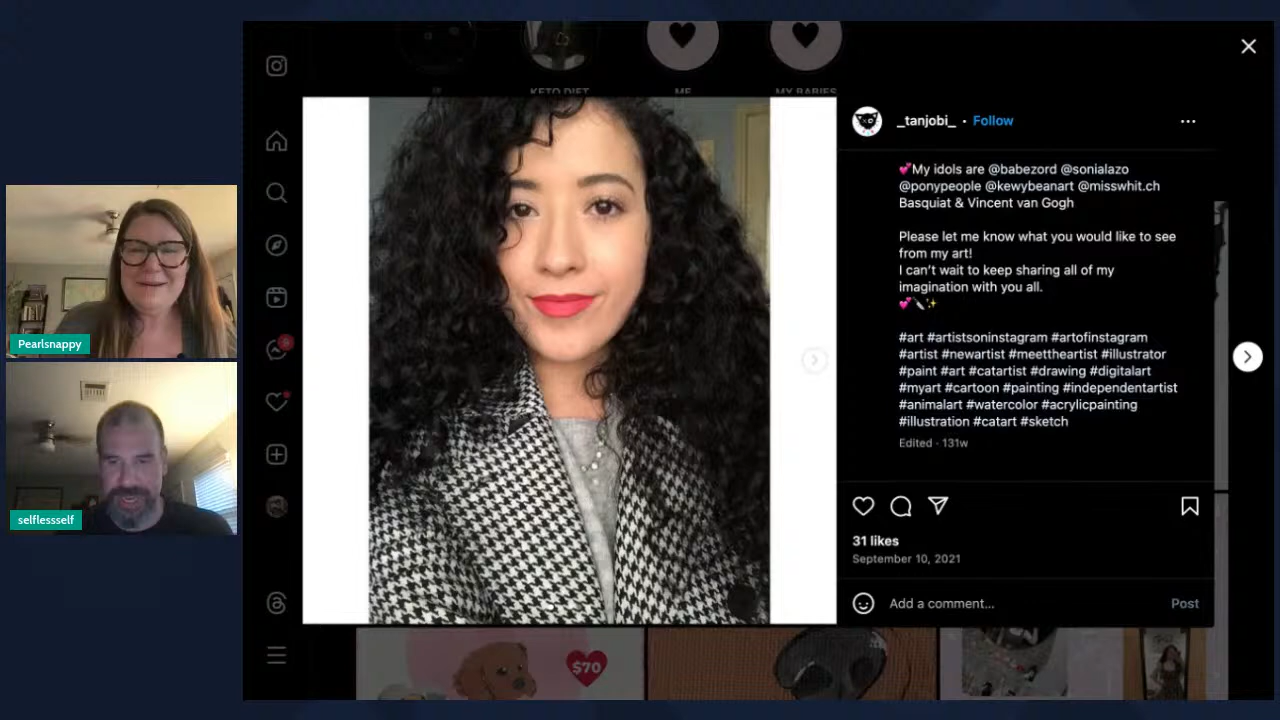 KETO DIET
ME
MY BABIES
_tanjobi_ • Follow
💕My idols are @babezord @sonialazo
@ponypeople @kewybeanart @misswhit.ch
Basquiat & Vincent van Gogh
Please let me know what you would like to see
from my art!
I can't wait to keep sharing all of my
imagination with you all.
💕🔪✨
#art #artistsoninstagram #artofinstagram
#artist #newartist #meettheartist #illustrator
#paint #art #catartist #drawing #digitalart
#myart #cartoon #painting #independentartist
#animalart #watercolor #acrylicpainting
#illustration #catart #sketch
Edited · 131w
31 likes
September 10, 2021
Add a comment...
Post
$70
Pearlsnappy
selflessself